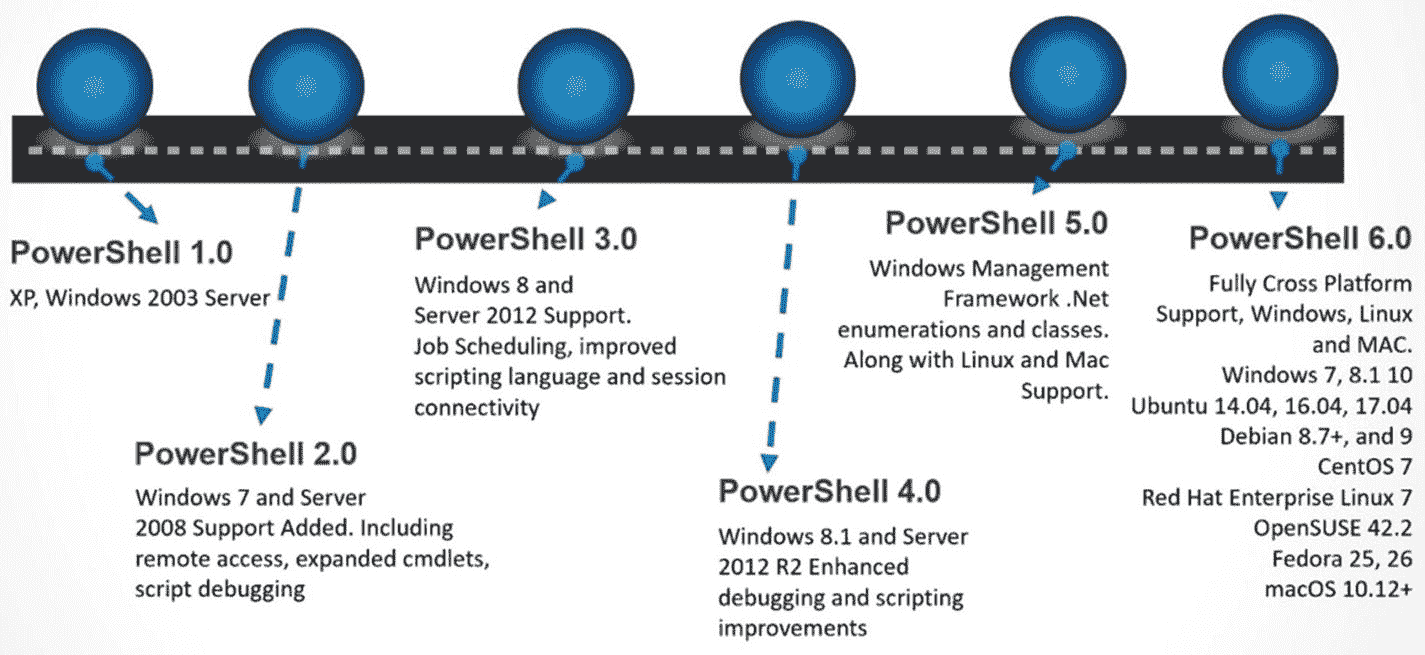 PowerShell 1.0
XP, Windows 2003 Server
PowerShell 2.0
Windows 7 and Server
2008 Support Added. Including
remote access, expanded cmdlets,
script debugging
PowerShell 3.0
Windows 8 and
Server 2012 Support.
Job Scheduling, improved
scripting language and session
connectivity
PowerShell 4.0
Windows 8.1 and Server
2012 R2 Enhanced
debugging and scripting
improvements
PowerShell 5.0
Windows Management
Framework .Net
enumerations and classes.
Along with Linux and Mac
Support.
PowerShell 6.0
Fully Cross Platform
Support, Windows, Linux
and MAC.
Windows 7, 8.1 10
Ubuntu 14.04, 16.04, 17.04
Debian 8.7+, and 9
CentOS 7
Red Hat Enterprise Linux 7
OpenSUSE 42.2
Fedora 25, 26
macOS 10.12+